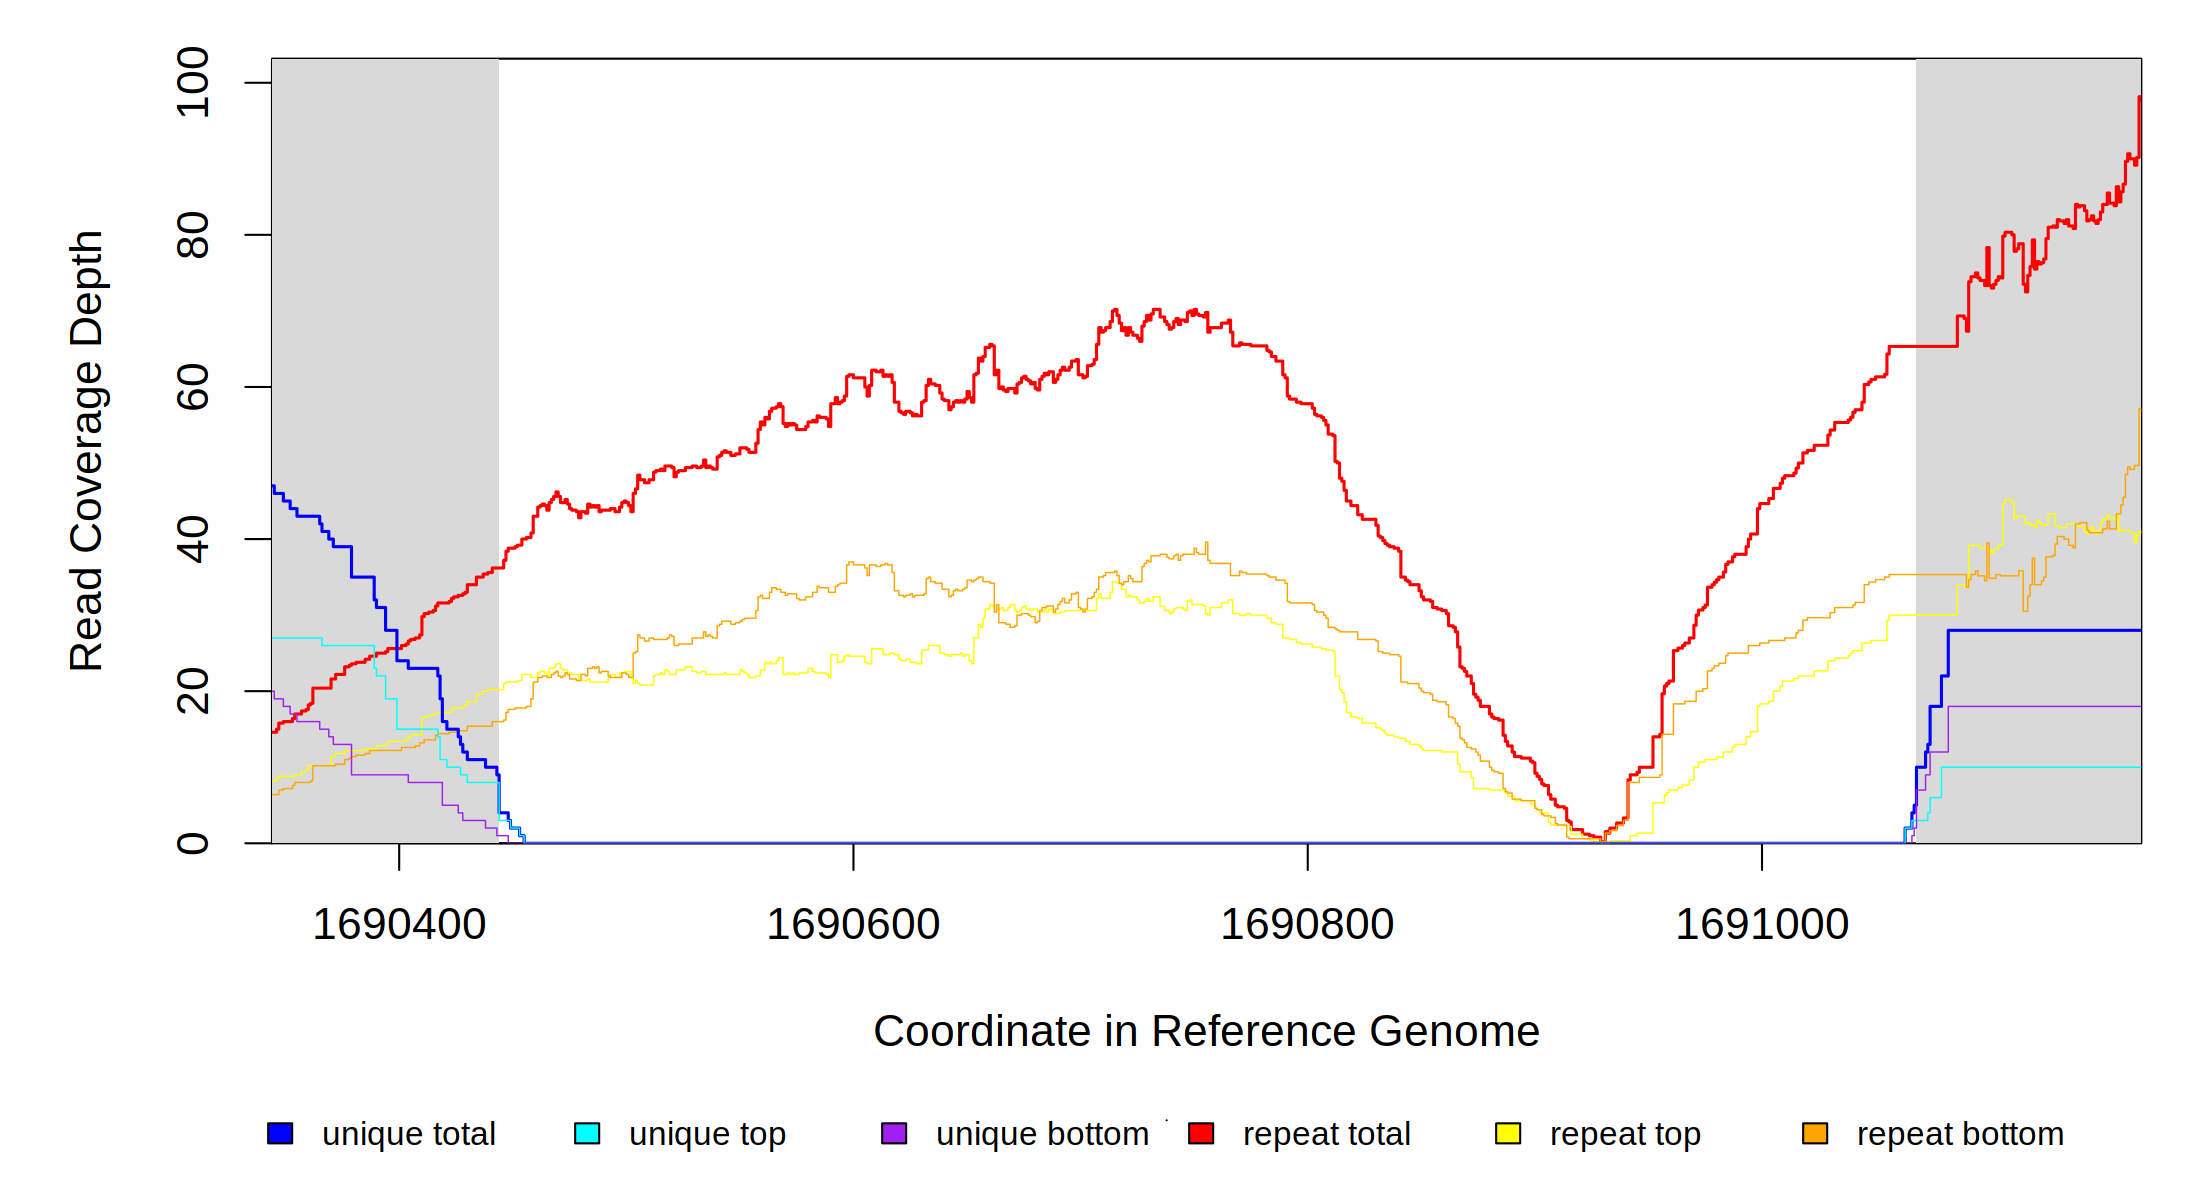 100
80
60
40
20
0
Read Coverage Depth
1690400 1690600 1690800 1691000
Coordinate in Reference Genome
unique total unique top unique bottom repeat total repeat top repeat bottom